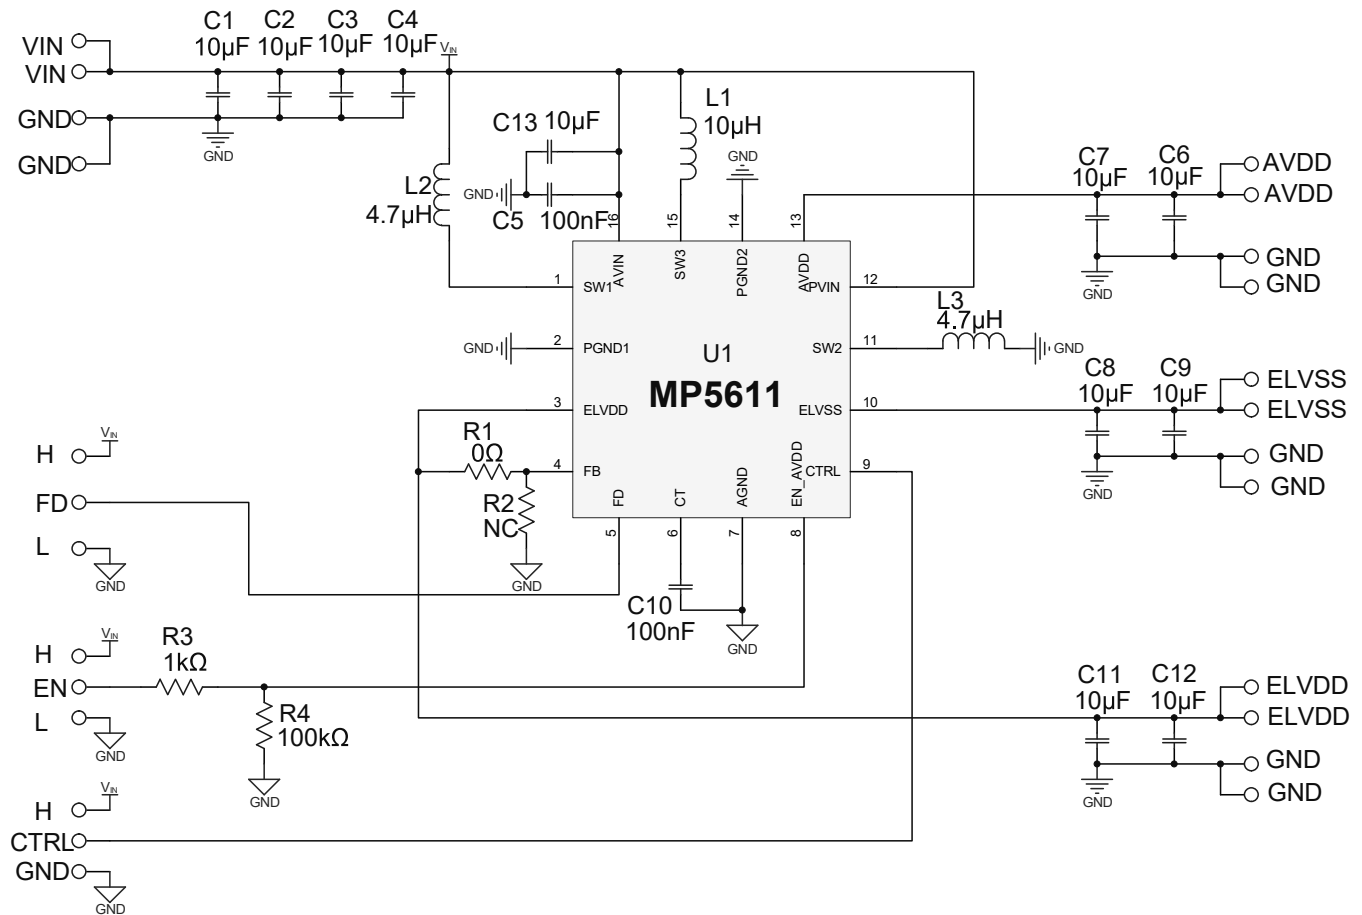 VIN
VIN
GND
GND
C1
10µF
C2
10µF
C3
10µF
C4
10µF
VIN
GND
L2
4.7µH
C13 10µF
GND
C5 100nF
L1
10µH
GND
C7
10µF
C6
10µF
AVDD
AVDD
GND
GND
GND
16
15
14
13
AVIN
SW3
PGND2
AVDD
1 SW1
PVIN 12
GND 2 PGND1
SW2 11
L3
4.7µH
GND
U1
MP5611
3 ELVDD
ELVSS 10
C8
10µF
C9
10µF
ELVSS
ELVSS
GND
GND
GND
R1
0Ω
4 FB
CTRL 9
R2
NC
GND
FD
CT
AGND
EN_AVDD
5
6
7
8
H VIN
FD
L
GND
C10
100nF
GND
H VIN
R3
1kΩ
EN
L
GND
R4
100kΩ
GND
C11
10µF
C12
10µF
ELVDD
ELVDD
GND
GND
GND
H VIN
CTRL
GND
GND